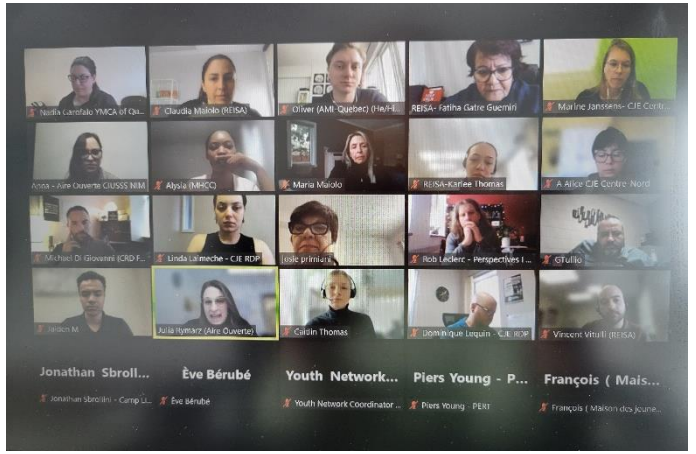 Nadia Garofalo YMCA of Qu...
Claudia Maiolo (REISA)
Oliver (AMI-Quebec) (He/Hi...
REISA- Fatiha Gatre Guemiri
Marine Janssens- CJE Centr...
Aire Ouverte CIUSSS NIM
Alysia (MHCC)
Maria Maiolo
REISA-Karlee Thomas
A Alice CJE Centre-Nord
Michael Di Giovanni (CRD F...
Linda Laimeche - CJE RDP
josie primiani
Rob Leclerc - Perspectives I...
GTullio
Jaiden M.
Julia Rymarz (Aire Ouverte)
Caitlin Thomas
Dominique Lequin - CJE RDP
Vincent Vitulli (REISA)
Jonathan Sbroll...
Ève Bérubé
Youth Network...
Piers Young - P...
François ( Mais...
Jonathan Sbrollini - Camp Li...
Ève Bérubé
Youth Network Coordinator ...
Piers Young - PERT
François ( Maison des Jeune...